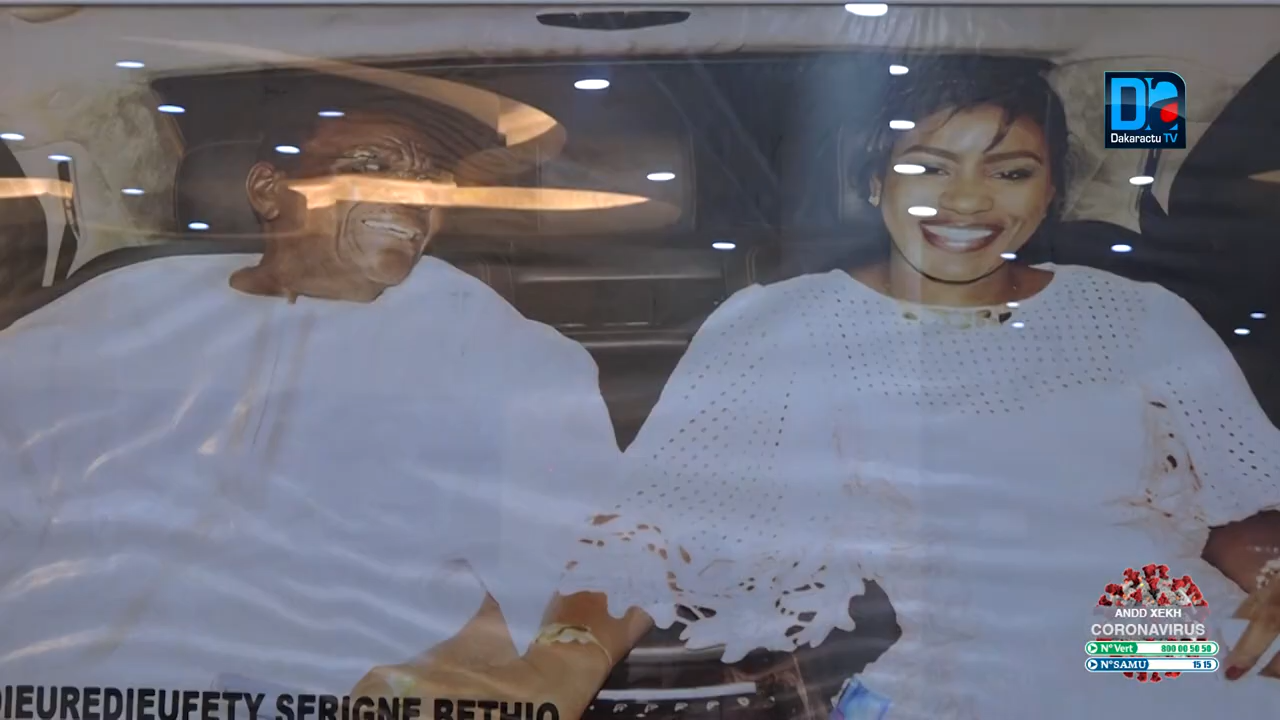 D
Dakaractu TV
ANDD XEKH
CORONAVIRUS
N°Vert 800 00 50 50
N°SAMU 15 15
DIEUREDIEUFETY SERIGNE BETHIO